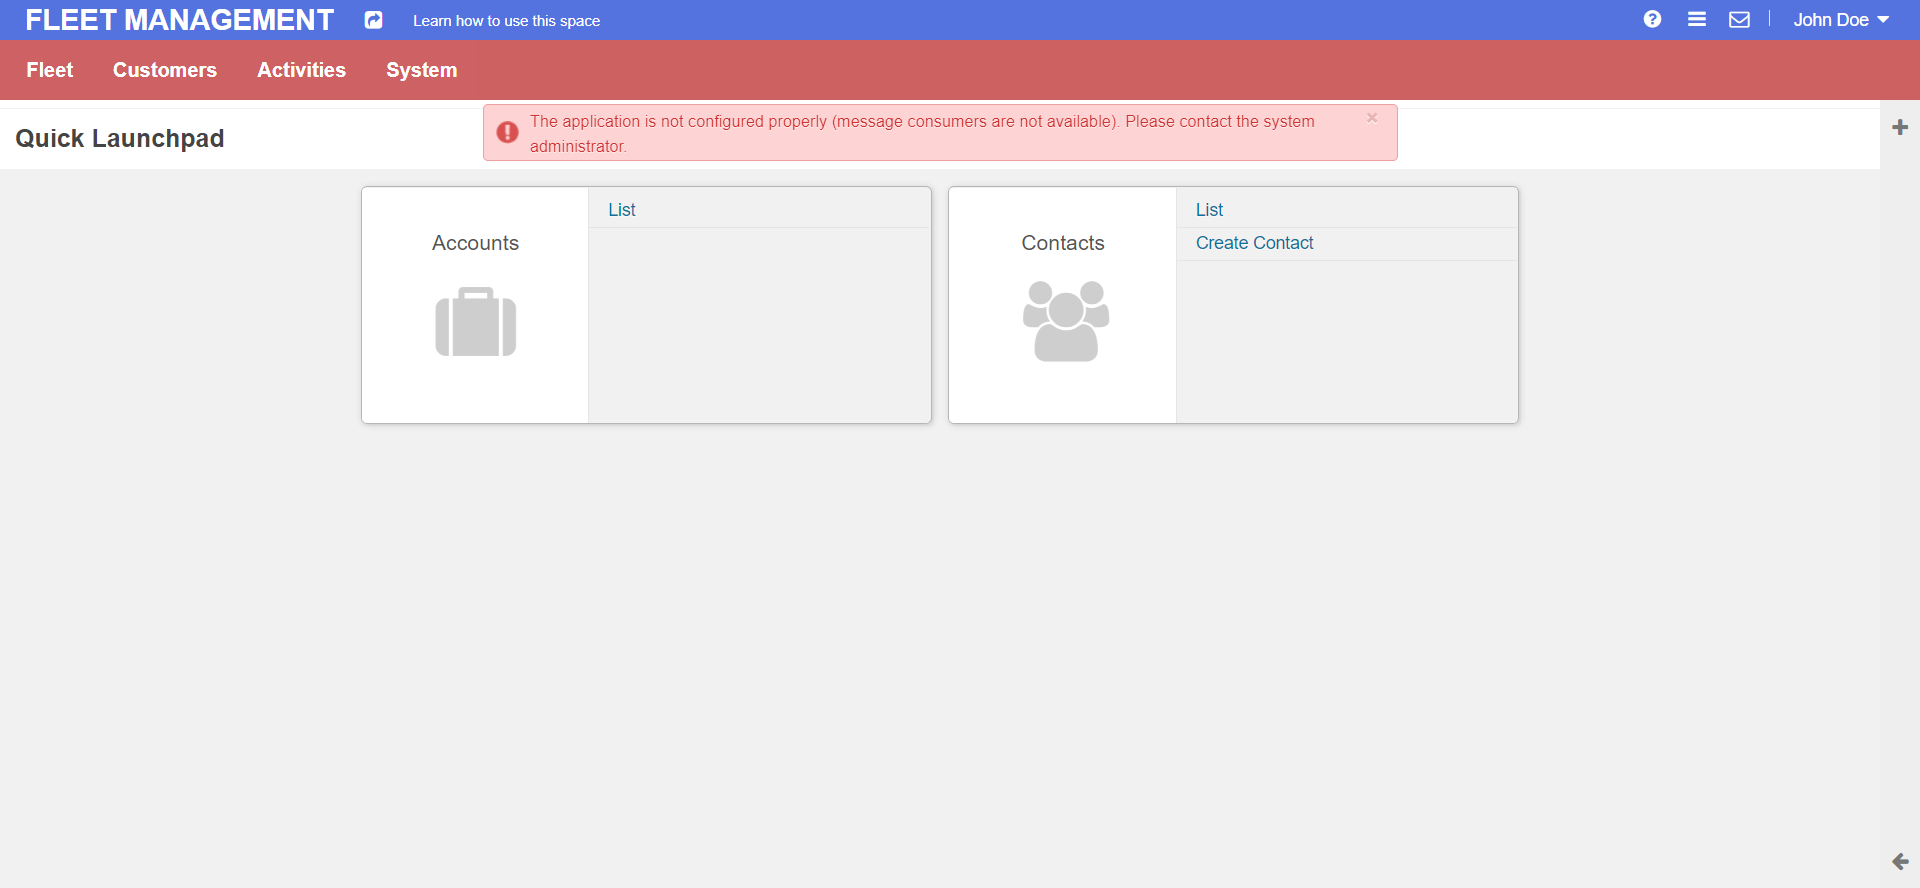 FLEET MANAGEMENT
Learn how to use this space
John Doe
Fleet
Customers
Activities
System
Quick Launchpad
The application is not configured properly (message consumers are not available). Please contact the system
administrator.
Accounts
List
Contacts
List
Create Contact